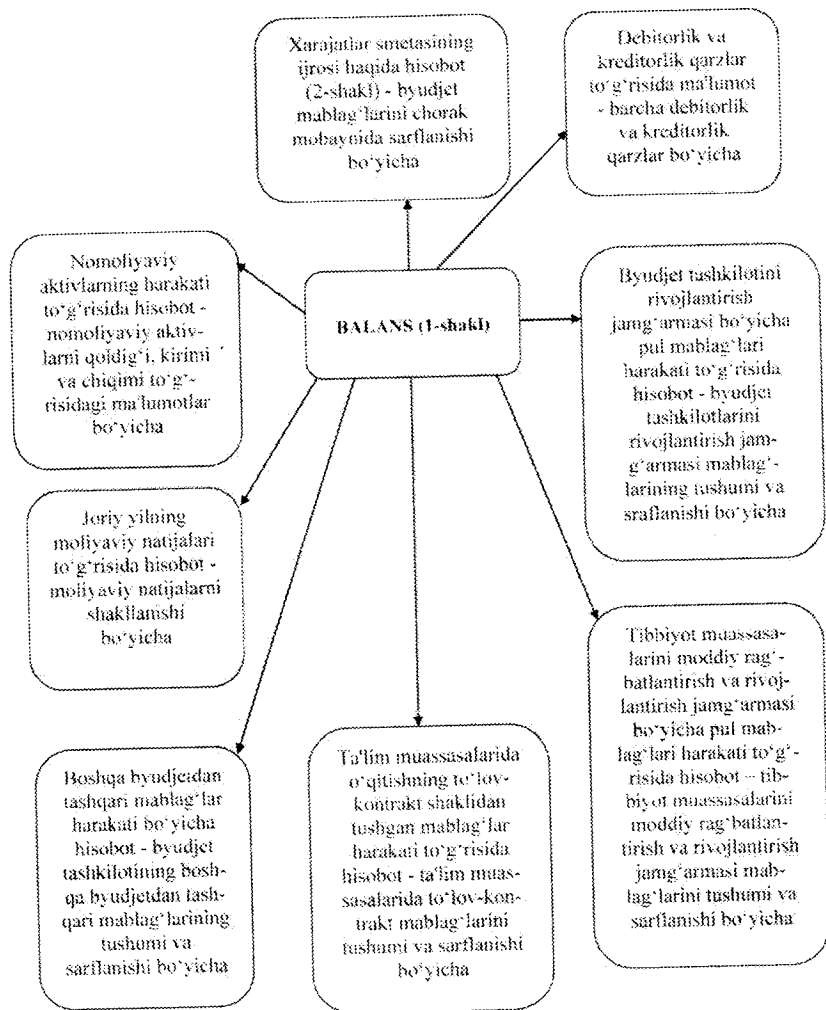 Xarajatlar smetasining
ijrosi haqida hisobot
(2-shakl) - byudjet
mablag‘larini chorak
mobaynida sarflanishi
bo‘yicha
Debitorlik va
kreditorlik qarzlar
to‘g‘risida ma'lumot
- barcha debitorlik
va kreditorlik
qarzlar bo‘yicha
Nomoliyaviy
aktivlarning harakati
to‘g‘risida hisobot -
nomoliyaviy aktiv-
larni qoldig‘i, kirimi
va chiqimi to‘g‘-
risidagi ma'lumotlar
bo‘yicha
BALANS (1-shakl)
Byudjet tashkilotini
rivojlantirish
jamg‘armasi bo‘yicha
pul mablag‘lari
harakati to‘g‘risida
hisobot - byudjet
tashkilotlarini
rivojlantirish jam-
g‘armasi mablag‘-
larining tushumi va
sraflanishi bo‘yicha
Joriy yilning
moliyaviy natijalari
to‘g‘risida hisobot -
moliyaviy natijalarni
shakllanishi
bo‘yicha
Tibbiyot muassasa-
larini moddiy rag‘-
batlantirish va rivoj-
lantirish jamg‘armasi
bo‘yicha pul mab-
lag‘lari harakati to‘g‘-
risida hisobot – tib-
biyot muassasalarini
moddiy rag‘batlan-
tirish va rivojlantirish
jamg‘armasi mab-
lag‘larini tushumi va
sarflanishi bo‘yicha
Boshqa byudjetdan
tashqari mablag‘lar
harakati bo‘yicha
hisobot - byudjet
tashkilotining bosh-
qa byudjetdan tash-
qari mablag‘larining
tushumi va
sarflanishi bo‘yicha
Ta'lim muassasalarida
o‘qitishning to‘lov-
kontrakt shaklidan
tushgan mablag‘lar
harakati to‘g‘risida
hisobot - ta'lim muas-
sasalarida to‘lov-kon-
trakt mablag‘larini
tushumi va sarflanishi
bo‘yicha